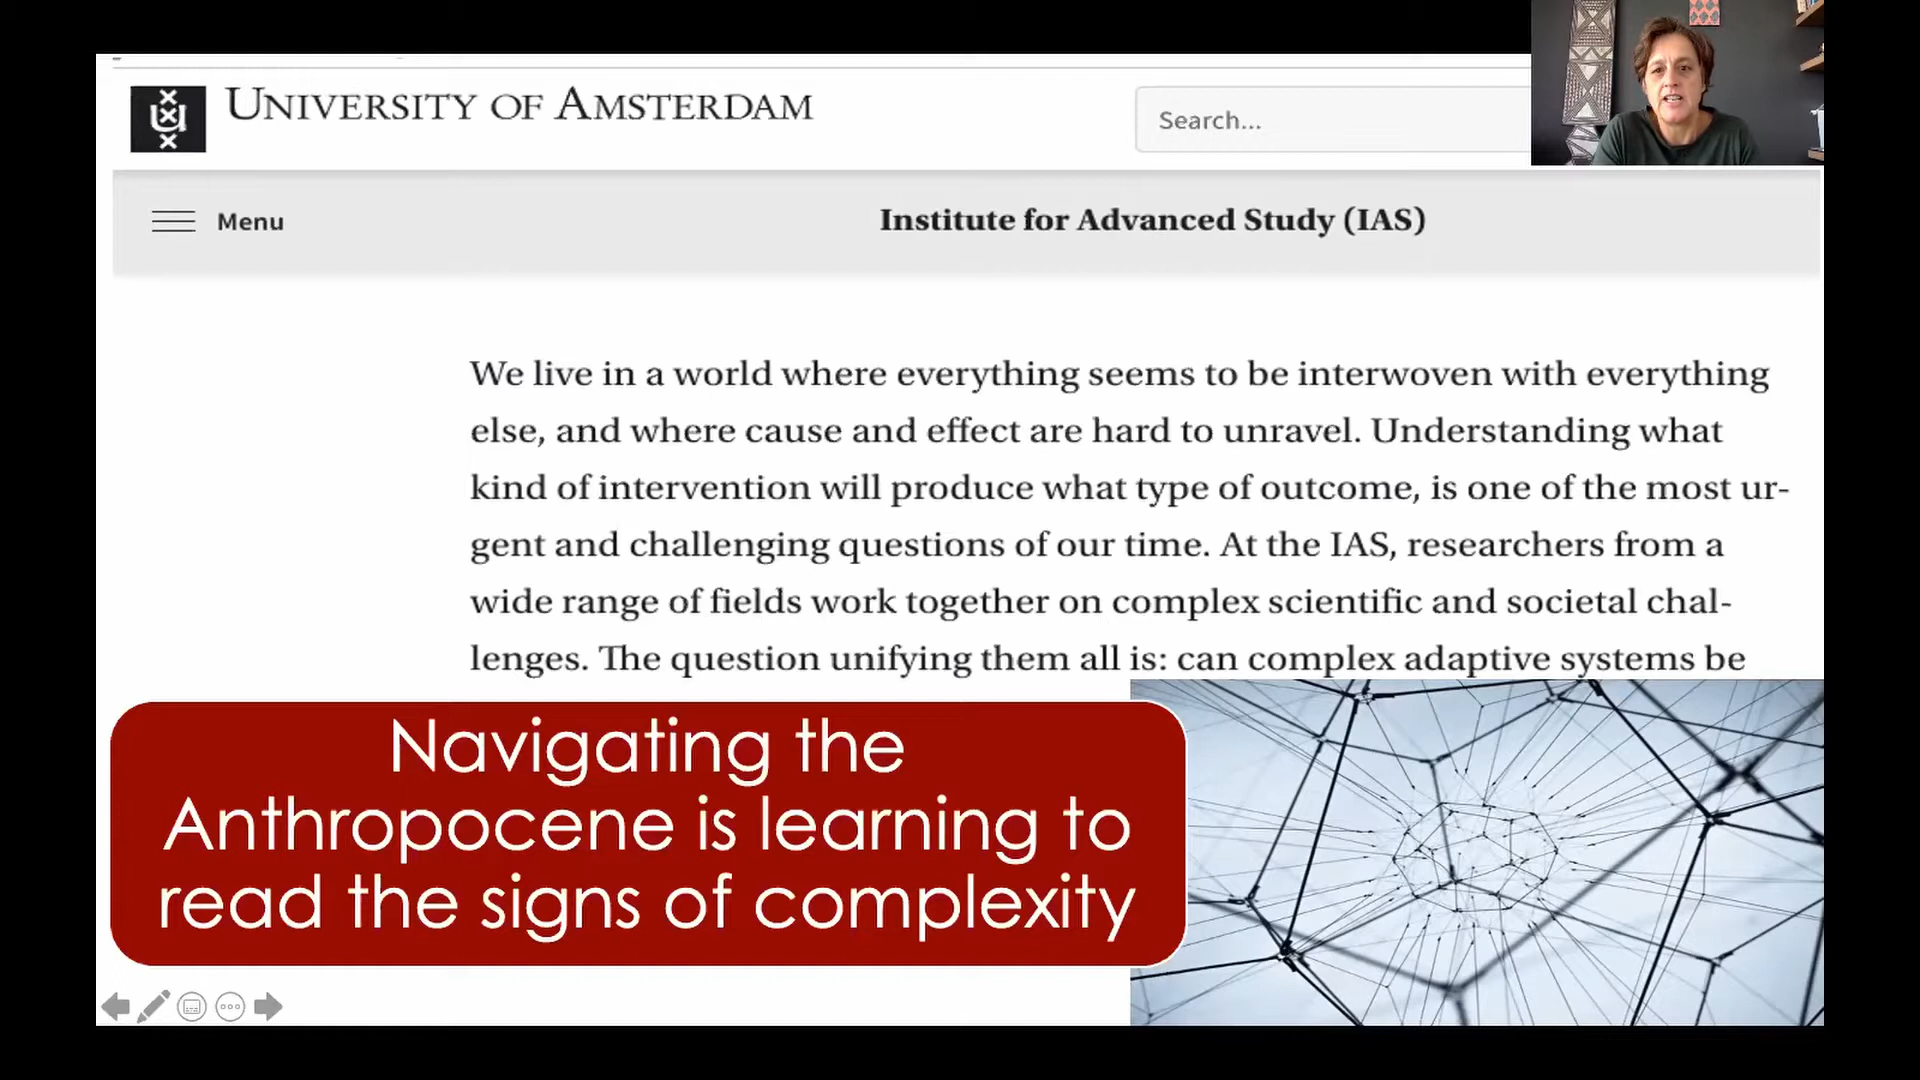 UNIVERSITY OF AMSTERDAM
Search...
Menu
Institute for Advanced Study (IAS)
We live in a world where everything seems to be interwoven with everything
else, and where cause and effect are hard to unravel. Understanding what
kind of intervention will produce what type of outcome, is one of the most ur-
gent and challenging questions of our time. At the IAS, researchers from a
wide range of fields work together on complex scientific and societal chal-
lenges. The question unifying them all is: can complex adaptive systems be
Navigating the
Anthropocene is learning to
read the signs of complexity